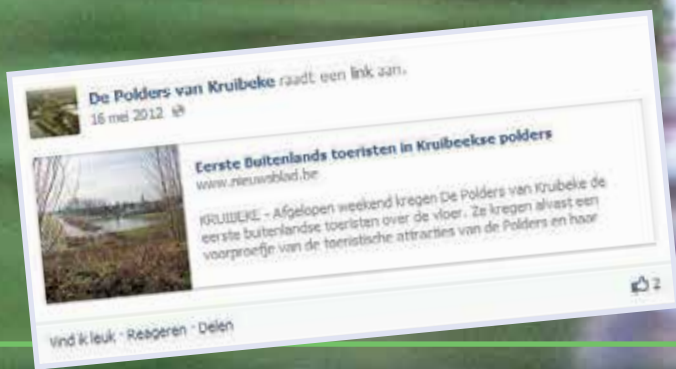 De Polders van Kruibeke raadt een link aan.
16 mei 2012
Eerste Buitenlands toeristen in Kruibeekse polders
www.nieuwsblad.be
KRUIBEKE - Afgelopen weekend kregen De Polders van Kruibeke de
eerste buitenlandse toeristen over de vloer. Ze kregen alvast een
voorproefje van de toeristische attracties van de Polders en haar
Vind ik leuk · Reageren · Delen
2